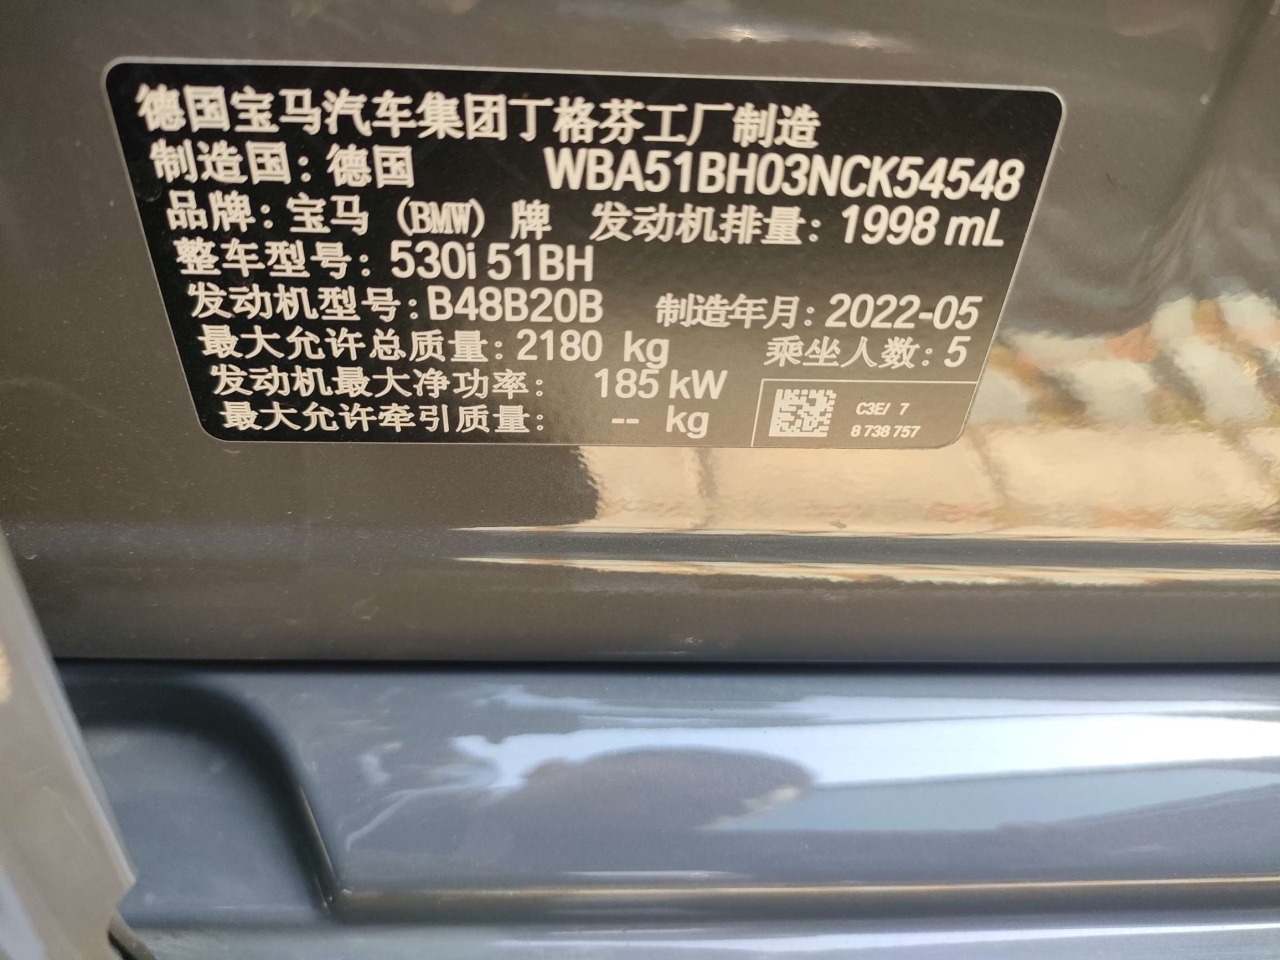 德国宝马汽车集团丁格芬工厂制造
制造国：德国 WBA51BH03NCK54548
品牌：宝马（BMW）牌 发动机排量：1998 mL
整车型号：530i 51BH
发动机型号：B48B20B 制造年月：2022-05
最大允许总质量：2180 kg 乘坐人数：5
发动机最大净功率： 185 kW
最大允许牵引质量： -- kg
C3E/ 7
8 738 757